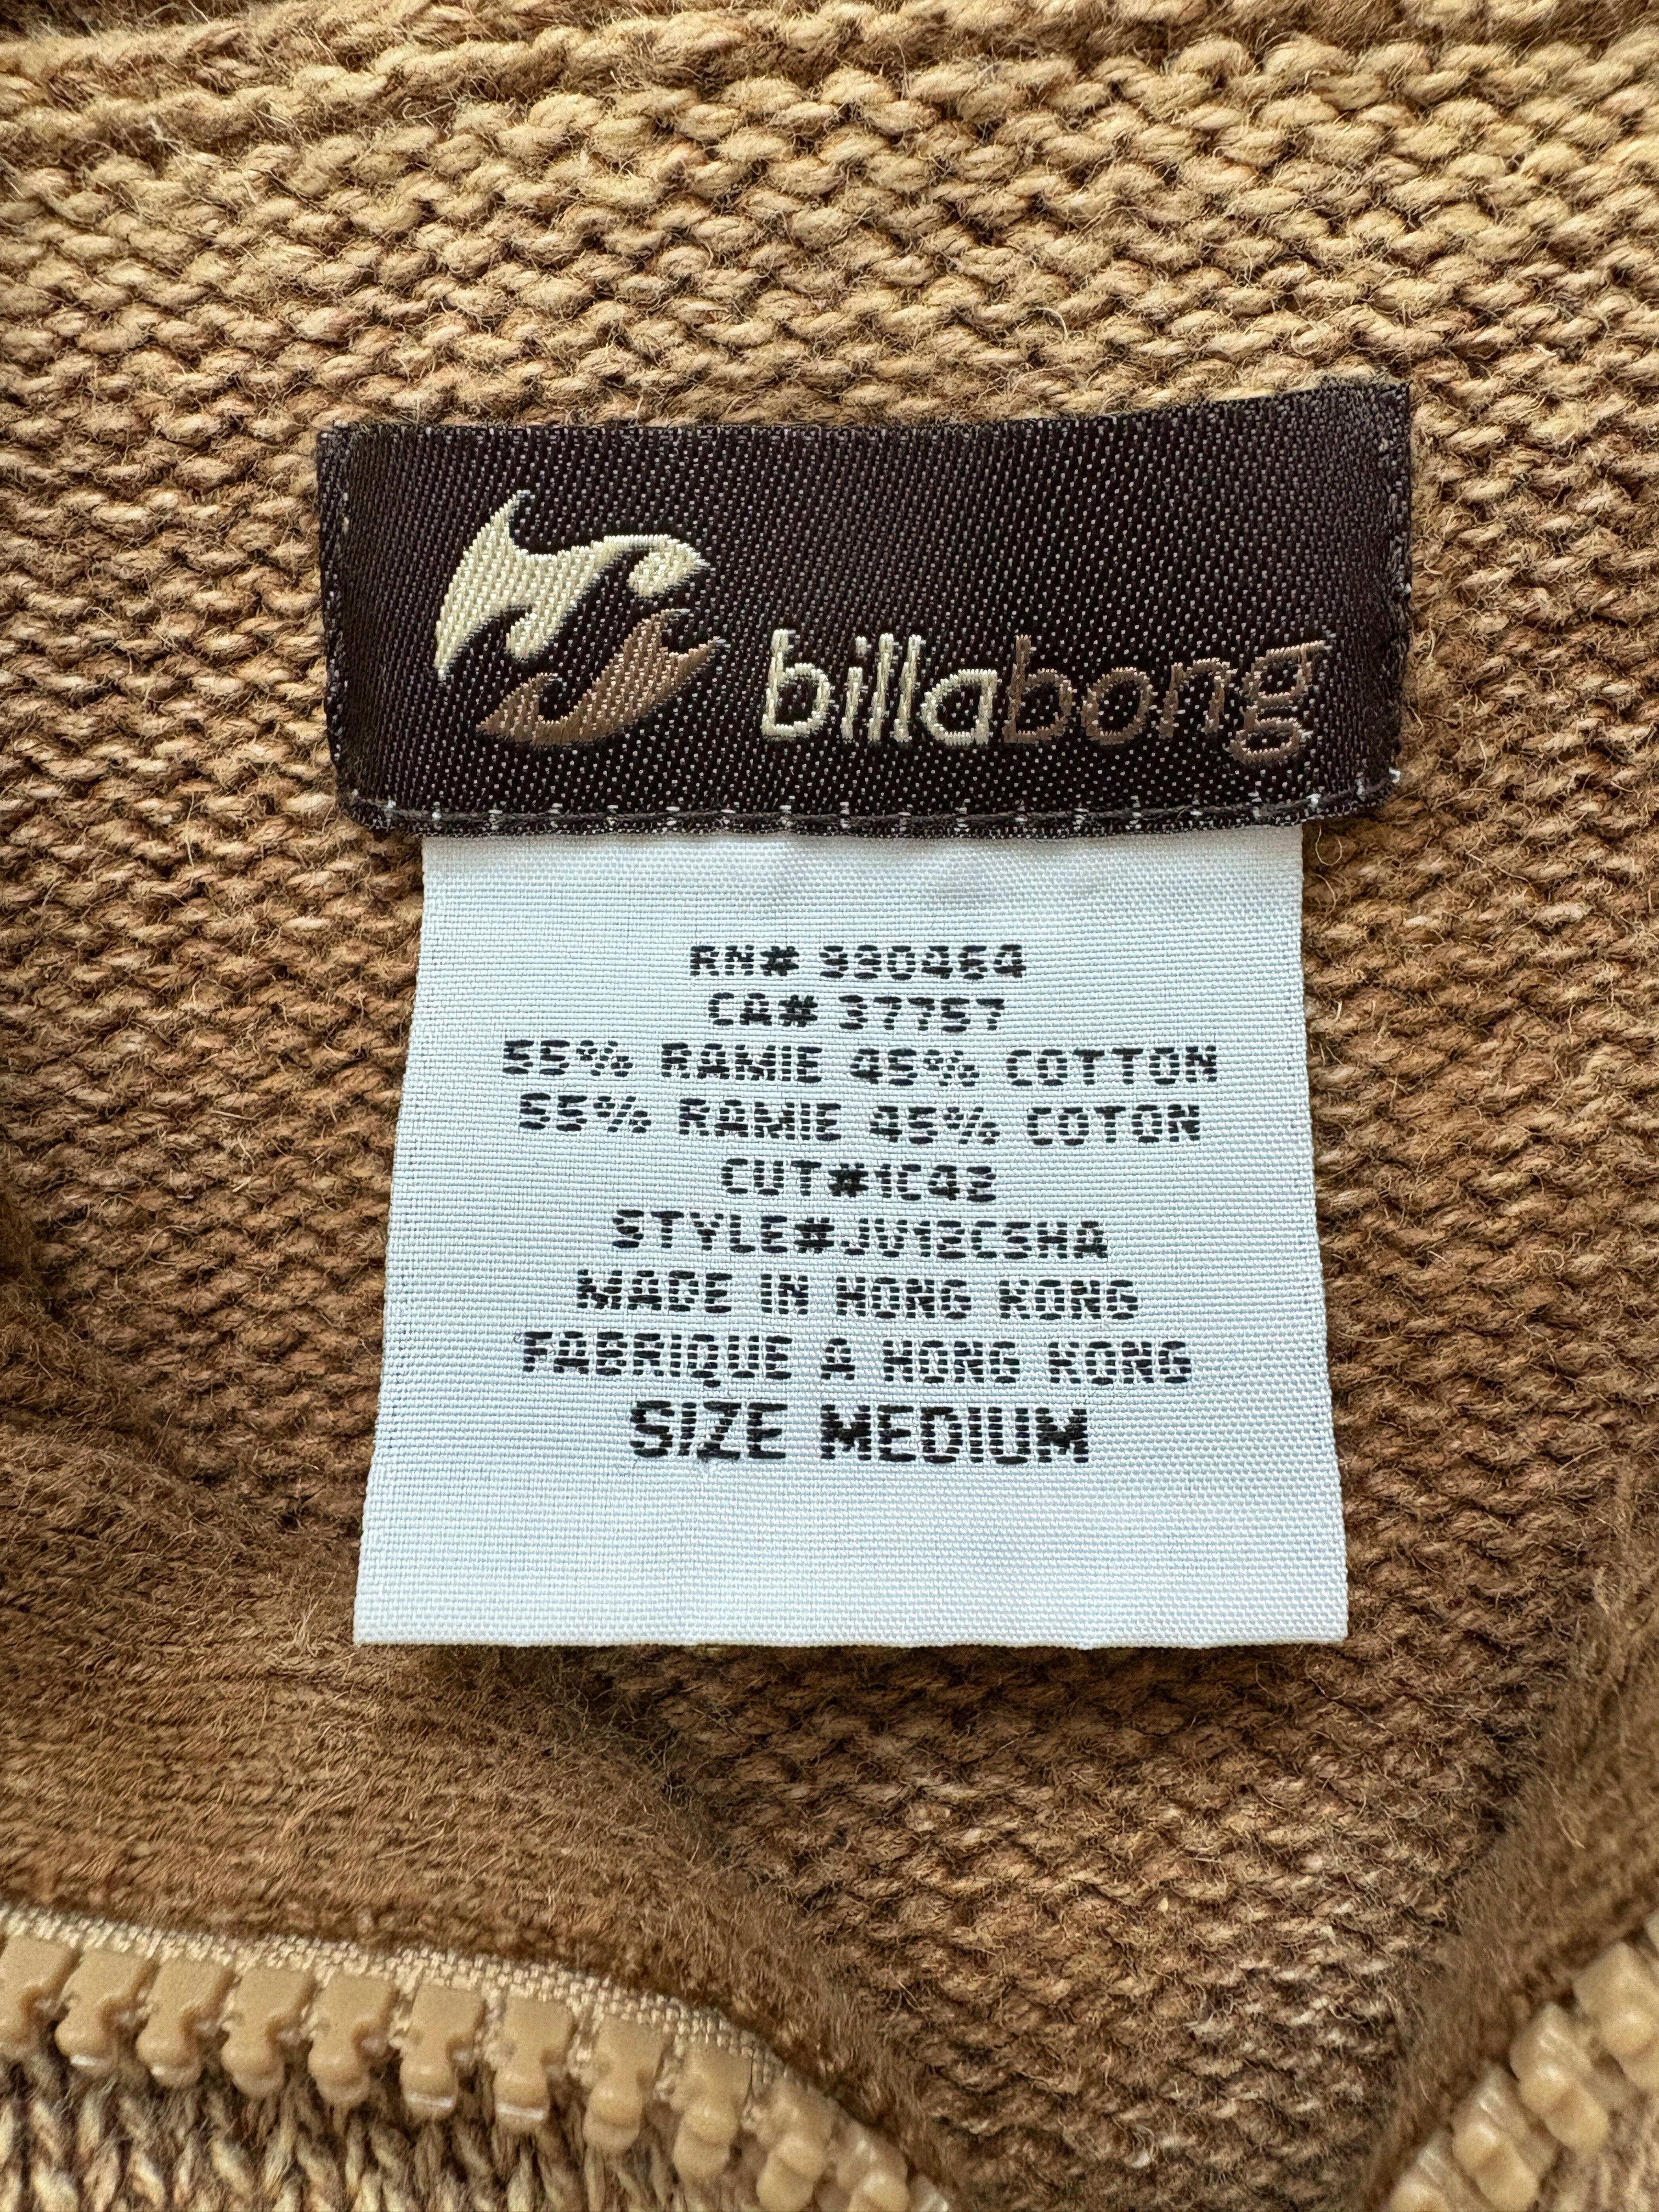 billabong
RN# 990464
CA# 37757
55% RAMIE 45% COTTON
55% RAMIE 45% COTON
CUT#1C42
STYLE#JV12CSHA
MADE IN HONG KONG
FABRIQUE A HONG KONG
SIZE MEDIUM